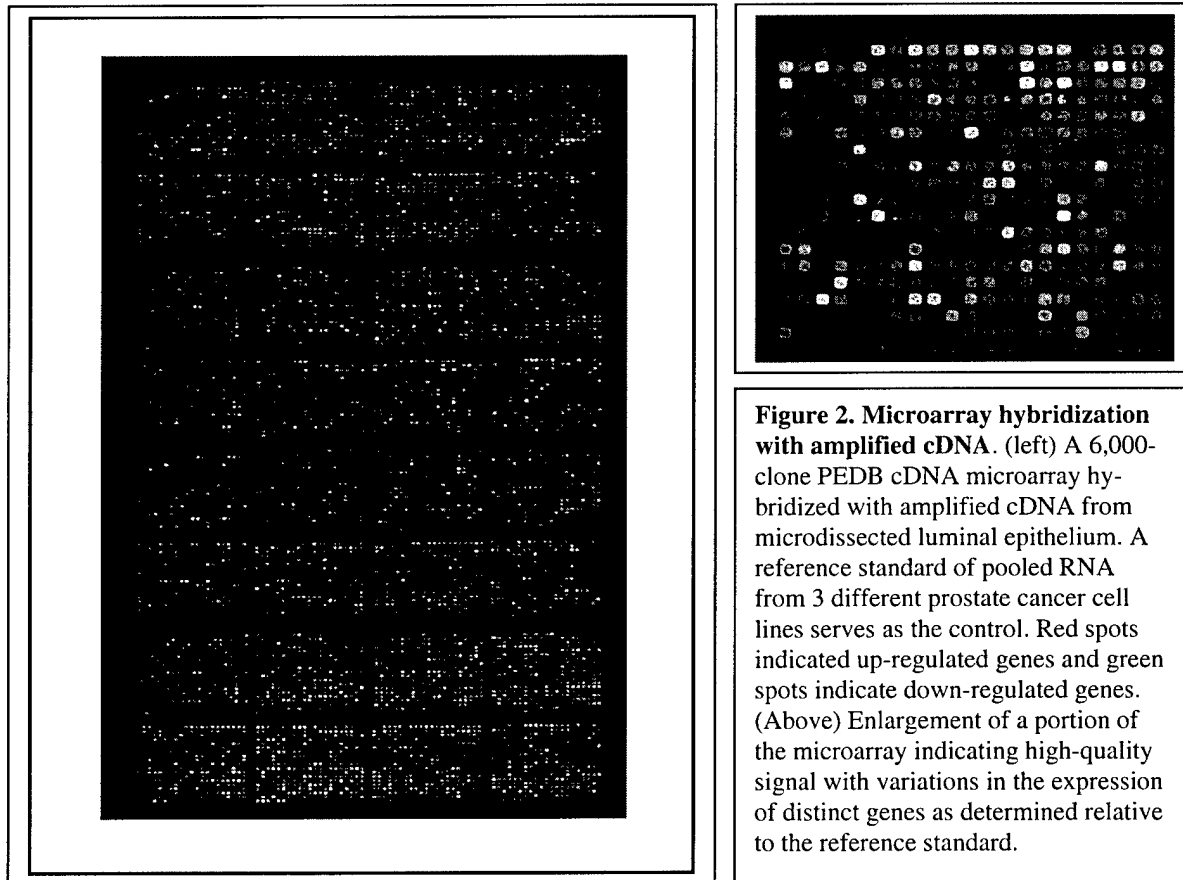 Figure 2. Microarray hybridization
with amplified cDNA. (left) A 6,000-
clone PEDB cDNA microarray hy-
bridized with amplified cDNA from
microdissected luminal epithelium. A
reference standard of pooled RNA
from 3 different prostate cancer cell
lines serves as the control. Red spots
indicated up-regulated genes and green
spots indicate down-regulated genes.
(Above) Enlargement of a portion of
the microarray indicating high-quality
signal with variations in the expression
of distinct genes as determined relative
to the reference standard.